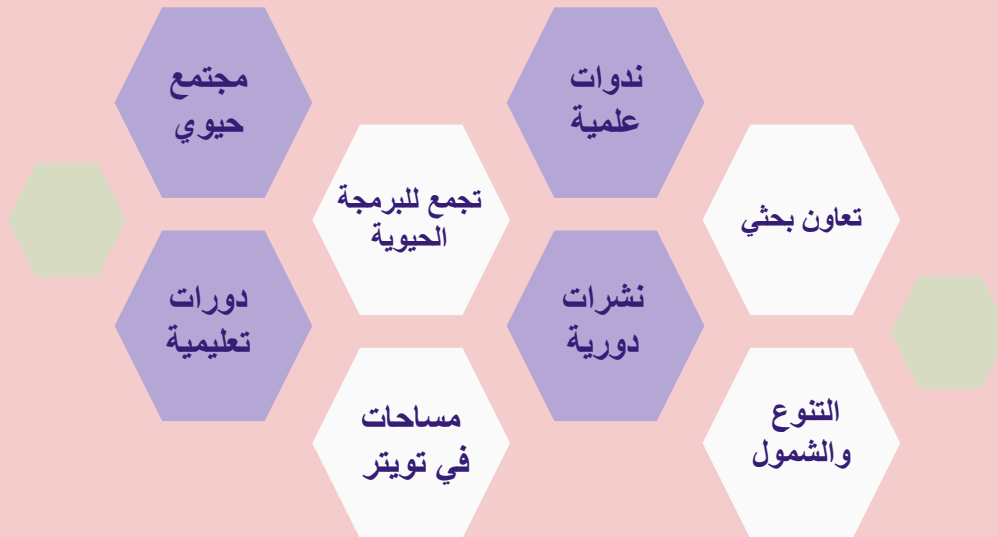 ندوات
علمية
مجتمع
حيوي
تعاون بحثي
تجمع للبرمجة
الحيوية
نشرات
دورية
دورات
تعليمية
التنوع
والشمول
مساحات
في تويتر